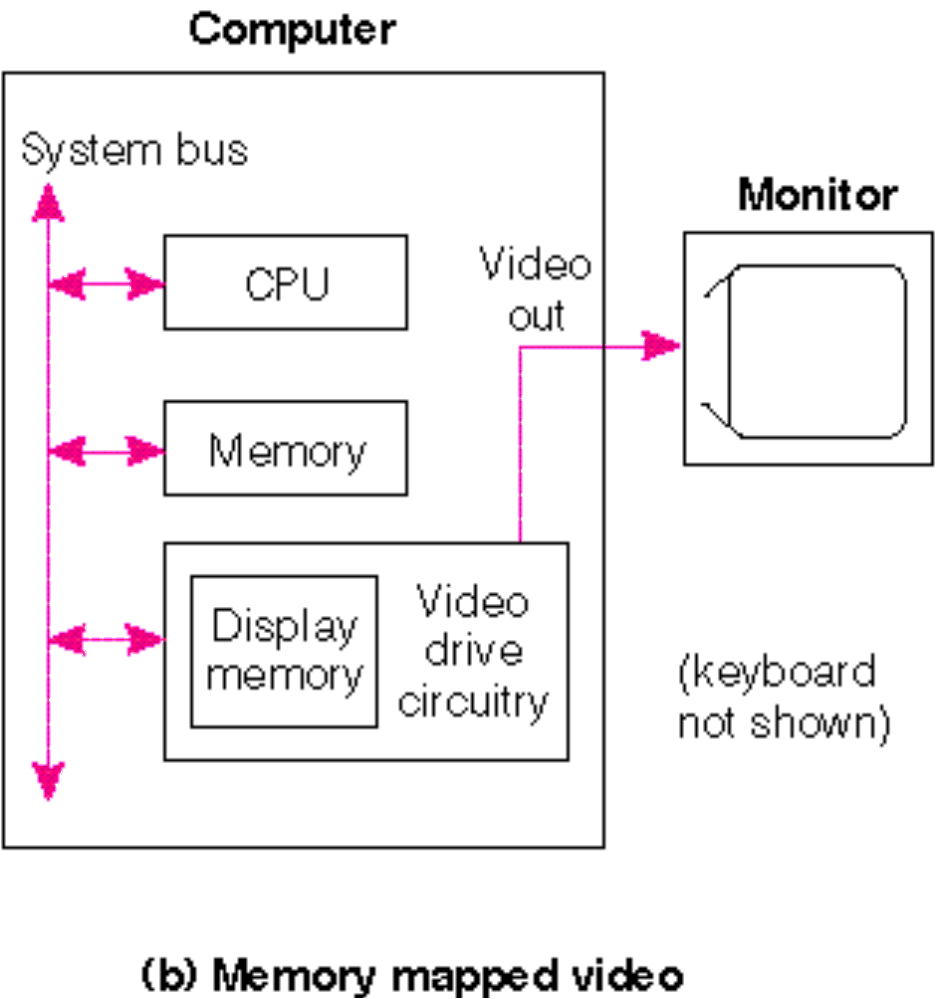 Computer
System bus
Monitor
CPU
Video
out
Memory
Display
memory
Video
drive
circuitry
(keyboard
not shown)
(b) Memory mapped video